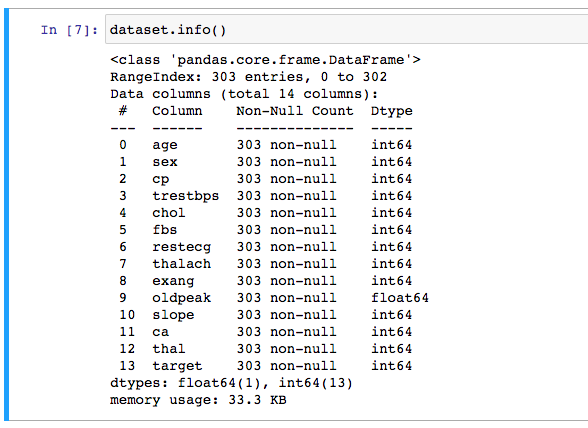 In [7]: dataset.info()
<class 'pandas.core.frame.DataFrame'>
RangeIndex: 303 entries, 0 to 302
Data columns (total 14 columns):
 #   Column    Non-Null Count  Dtype
---  ------    --------------  -----
 0   age       303 non-null    int64
 1   sex       303 non-null    int64
 2   cp        303 non-null    int64
 3   trestbps  303 non-null    int64
 4   chol      303 non-null    int64
 5   fbs       303 non-null    int64
 6   restecg   303 non-null    int64
 7   thalach   303 non-null    int64
 8   exang     303 non-null    int64
 9   oldpeak   303 non-null    float64
 10  slope     303 non-null    int64
 11  ca        303 non-null    int64
 12  thal      303 non-null    int64
 13  target    303 non-null    int64
dtypes: float64(1), int64(13)
memory usage: 33.3 KB